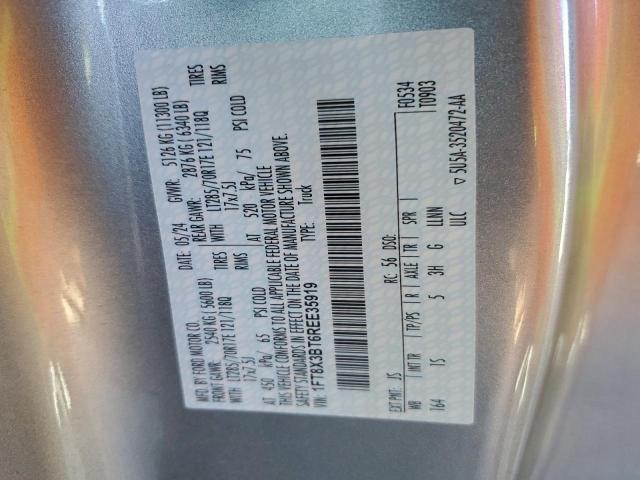 MFD. BY FORD MOTOR CO. 05/24 GVWR: 5126 KG (11300 LB)
FRONT GAWR: 2540 KG (5600 LB) REAR GAWR: 2876 KG (6340 LB)
LT285/70R17E 121/118Q TIRES WITH LT285/70R17E 121/118Q TIRES
17x7.5J RIMS 17x7.5J RIMS
AT 450 kPa/ 65 PSI COLD AT 520 kPa/ 75 PSI COLD
THIS VEHICLE CONFORMS TO ALL APPLICABLE FEDERAL MOTOR VEHICLE
SAFETY STANDARDS IN EFFECT ON THE DATE OF MANUFACTURE SHOWN ABOVE.
VIN: 1FT8X3BT6REE35919 TYPE: Truck
F0534
T0903
EXT PNT: JS RC: 56 DSO:
WB INT TR TP/PS R AXLE TR SPR
164 1S 5 3H G LLNN
ULC ▽ 5U5A-3520472-AA